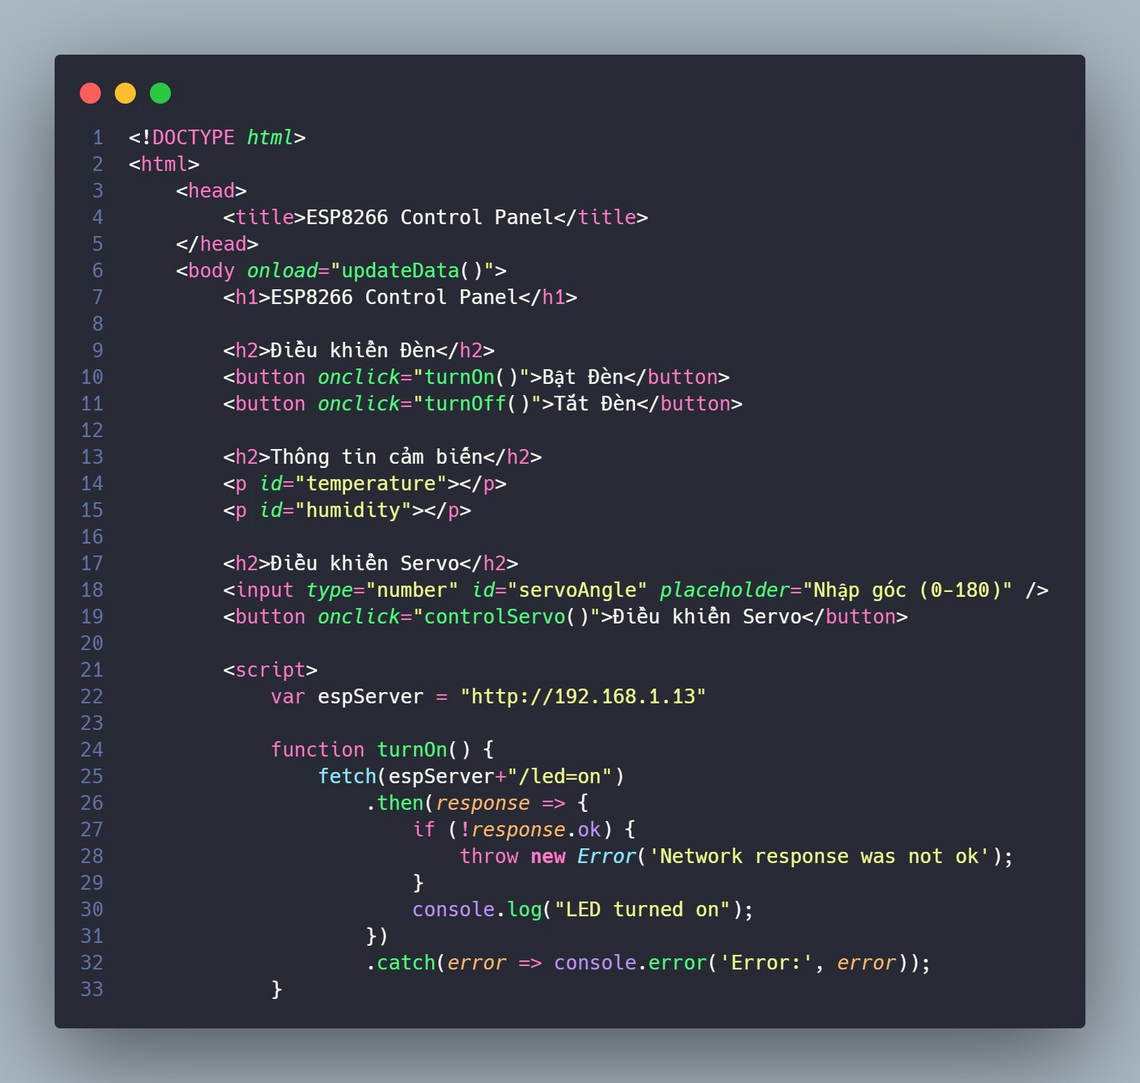 1 <!DOCTYPE html>
2 <html>
3     <head>
4         <title>ESP8266 Control Panel</title>
5     </head>
6     <body onload="updateData()">
7         <h1>ESP8266 Control Panel</h1>
8
9         <h2>Điều khiển Đèn</h2>
10         <button onclick="turnOn()">Bật Đèn</button>
11         <button onclick="turnOff()">Tắt Đèn</button>
12
13         <h2>Thông tin cảm biến</h2>
14         <p id="temperature"></p>
15         <p id="humidity"></p>
16
17         <h2>Điều khiển Servo</h2>
18         <input type="number" id="servoAngle" placeholder="Nhập góc (0-180)" />
19         <button onclick="controlServo()">Điều khiển Servo</button>
20
21         <script>
22             var espServer = "http://192.168.1.13"
23
24             function turnOn() {
25                 fetch(espServer+"/led=on")
26                     .then(response => {
27                         if (!response.ok) {
28                             throw new Error('Network response was not ok');
29                         }
30                         console.log("LED turned on");
31                     })
32                     .catch(error => console.error('Error:', error));
33             }